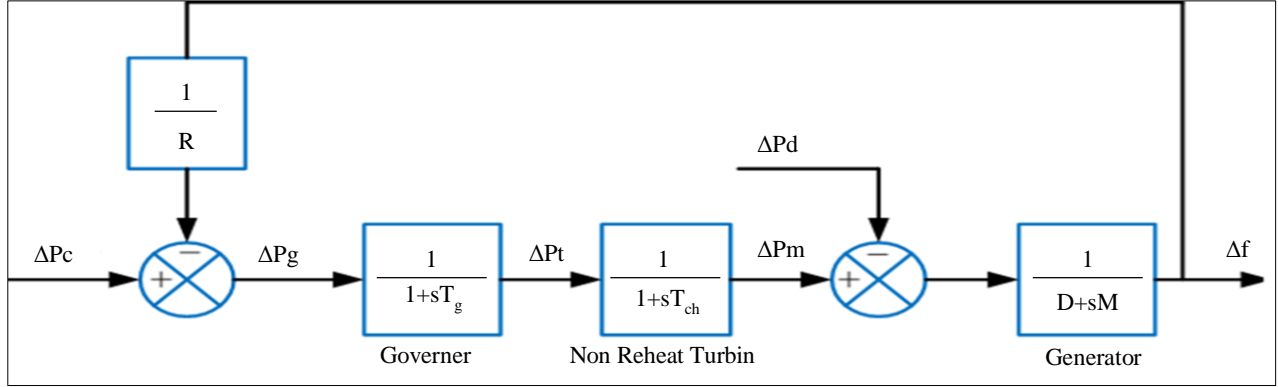 1
R
ΔPd
ΔPc
−
+
ΔPg
1
1+sTg
ΔPt
1
1+sTch
ΔPm
−
+
1
D+sM
Δf
Governer
Non Reheat Turbin
Generator